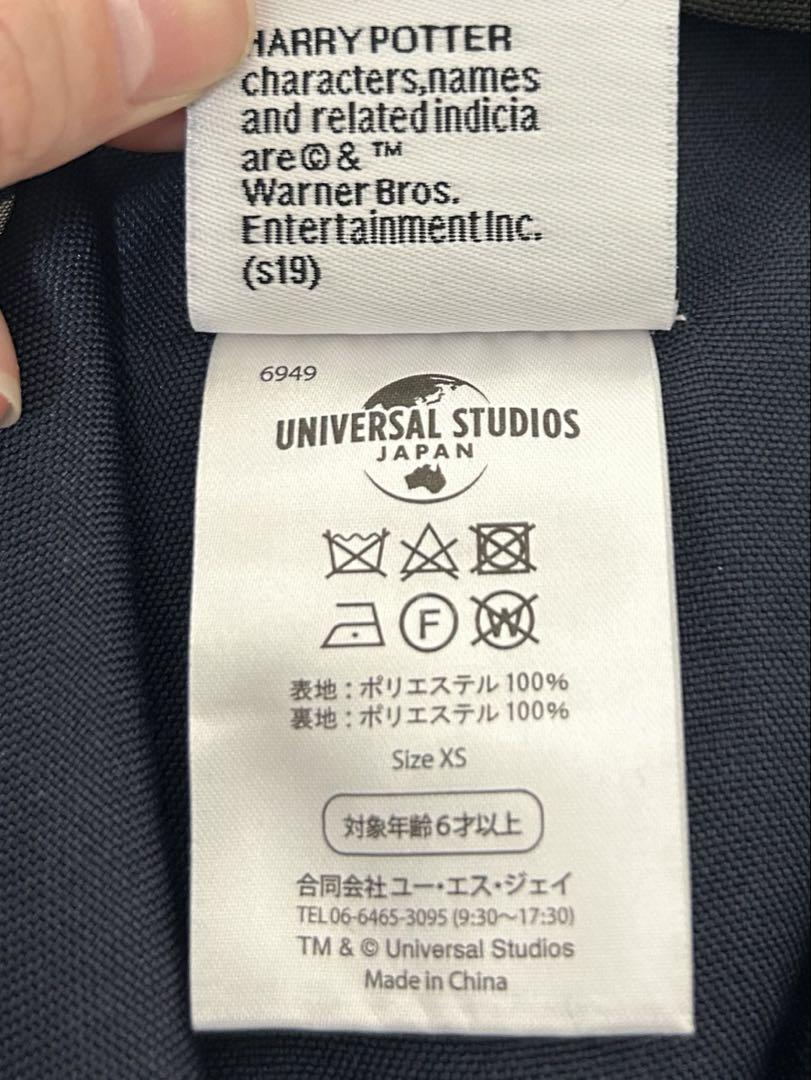 HARRY POTTER
characters,names
and related indicia
are © & ™
Warner Bros.
Entertainment Inc.
(s19)
6949
UNIVERSAL STUDIOS
JAPAN
F
W
表地：ポリエステル 100%
裏地：ポリエステル 100%
Size XS
対象年齢6才以上
合同会社ユー・エス・ジェイ
TEL 06-6465-3095 (9:30〜17:30)
TM & © Universal Studios
Made in China